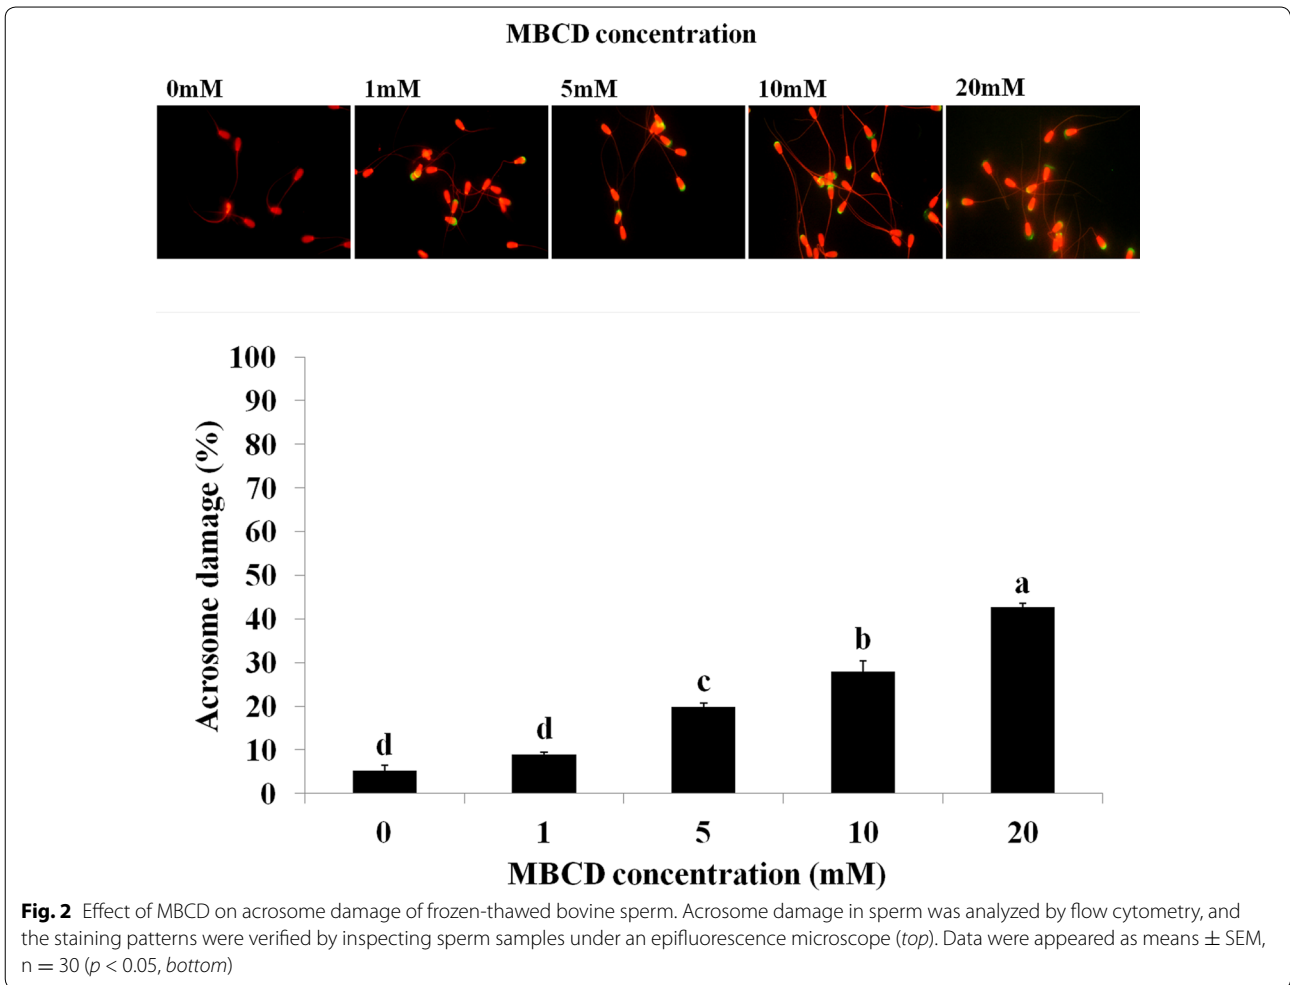 MBCD concentration
0mM 1mM 5mM 10mM 20mM
100
90
80
70
60
50
40
30
20
10
0
Acrosome damage (%)
d d c b a
0 1 5 10 20
MBCD concentration (mM)
Fig. 2 Effect of MBCD on acrosome damage of frozen-thawed bovine sperm. Acrosome damage in sperm was analyzed by flow cytometry, and
the staining patterns were verified by inspecting sperm samples under an epifluorescence microscope (top). Data were appeared as means ± SEM,
n = 30 (p < 0.05, bottom)